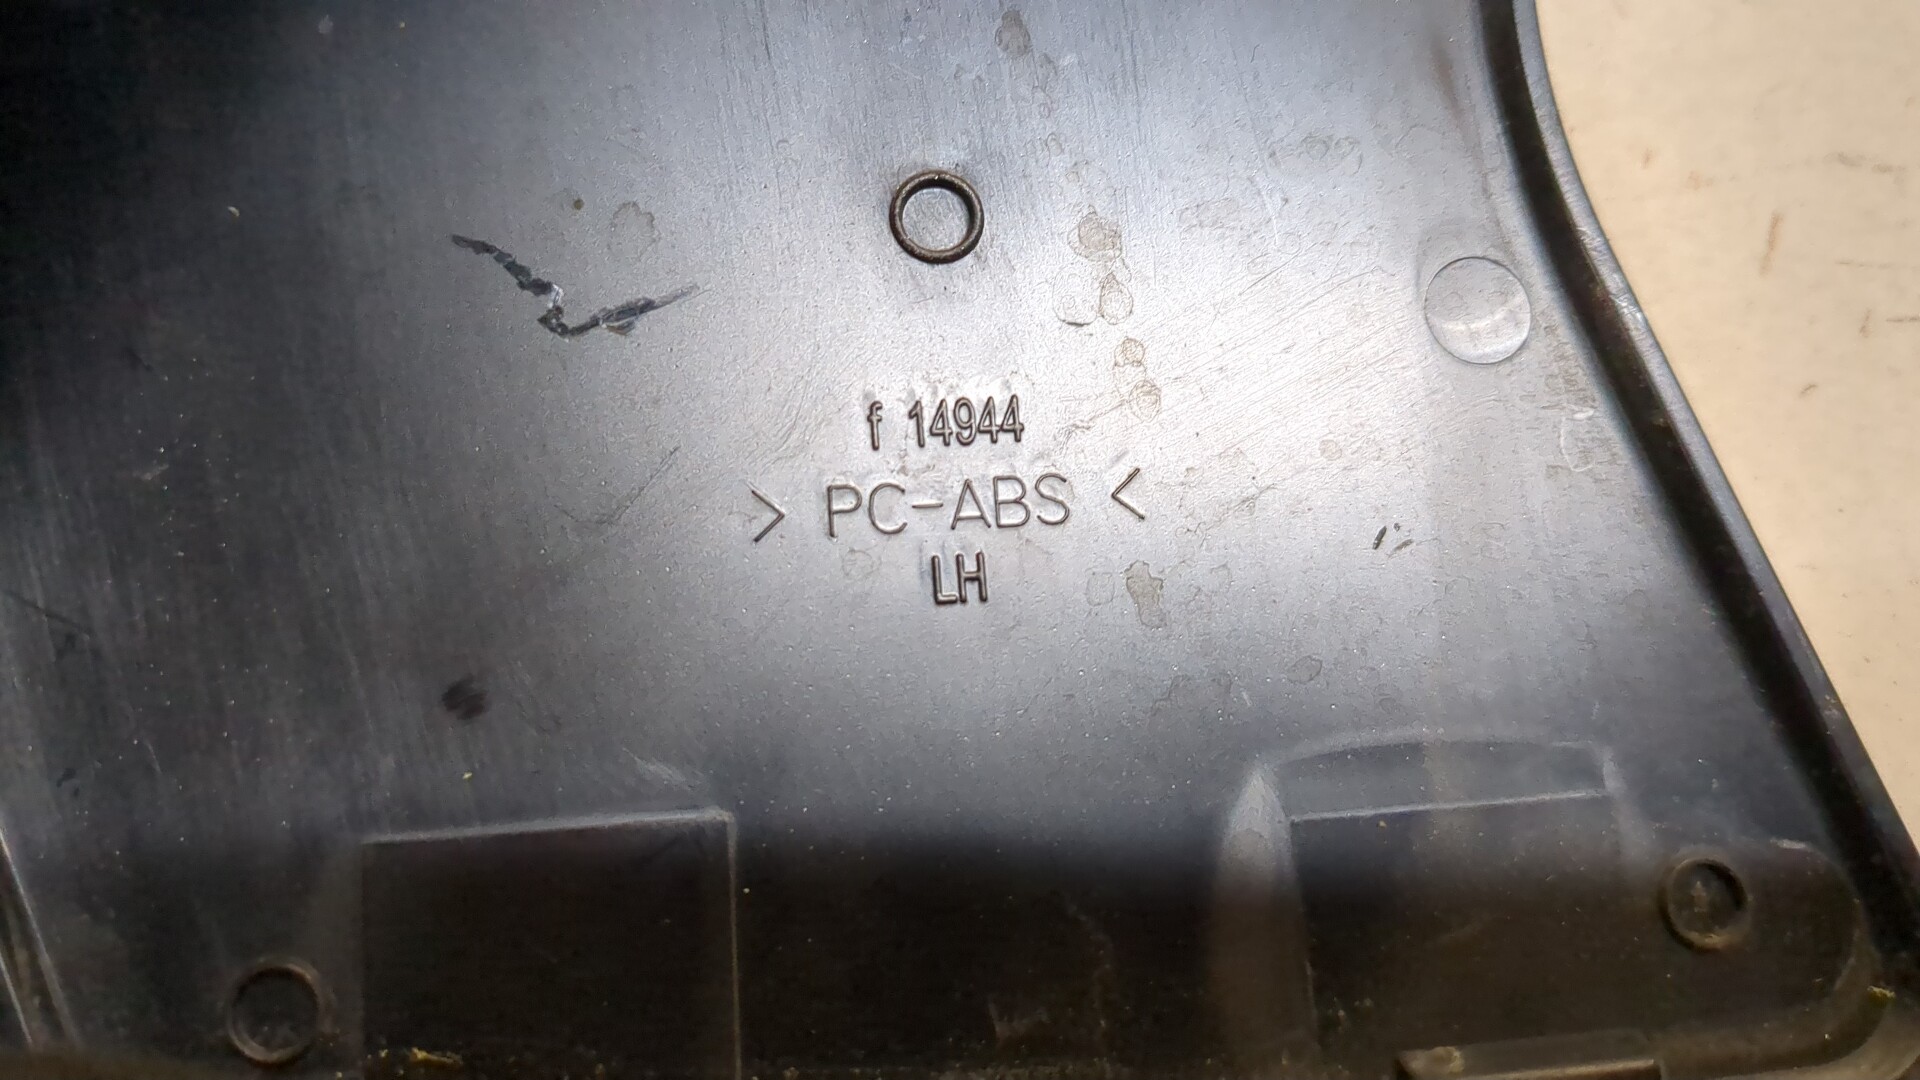 f 14944
> PC-ABS <
LH